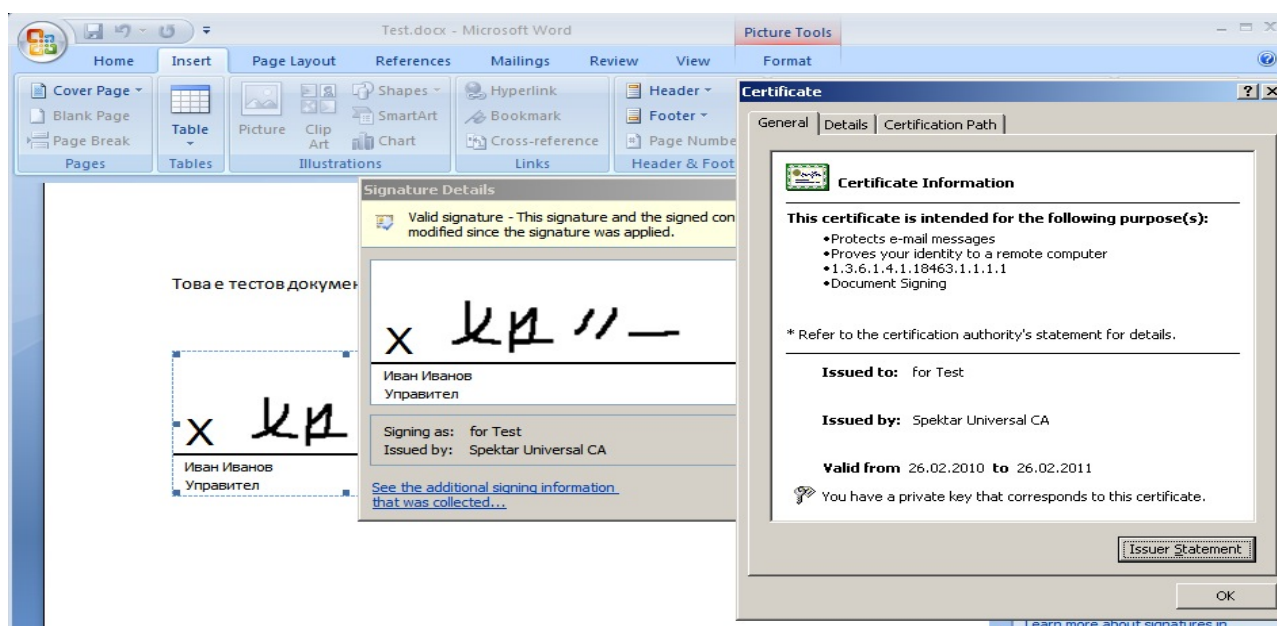 Test.docx - Microsoft Word
Picture Tools
Home Insert Page Layout References Mailings Review View Format
Cover Page
Blank Page
Page Break
Pages
Table
Tables
Picture
Clip Art
Shapes
SmartArt
Chart
Illustrations
Hyperlink
Bookmark
Cross-reference
Links
Header
Footer
Page Numbe
Header & Foot
Това е тестов докумен
X
Иван Иванов
Управител
Signature Details
Valid signature - This signature and the signed con
modified since the signature was applied.
X
Иван Иванов
Управител
Signing as: for Test
Issued by: Spektar Universal CA
See the additional signing information
that was collected...
Certificate
General Details Certification Path
Certificate Information
This certificate is intended for the following purpose(s):
•Protects e-mail messages
•Proves your identity to a remote computer
•1.3.6.1.4.1.18463.1.1.1.1
•Document Signing
* Refer to the certification authority's statement for details.
Issued to: for Test
Issued by: Spektar Universal CA
Valid from 26.02.2010 to 26.02.2011
You have a private key that corresponds to this certificate.
Issuer Statement
OK
Learn more about signatures in